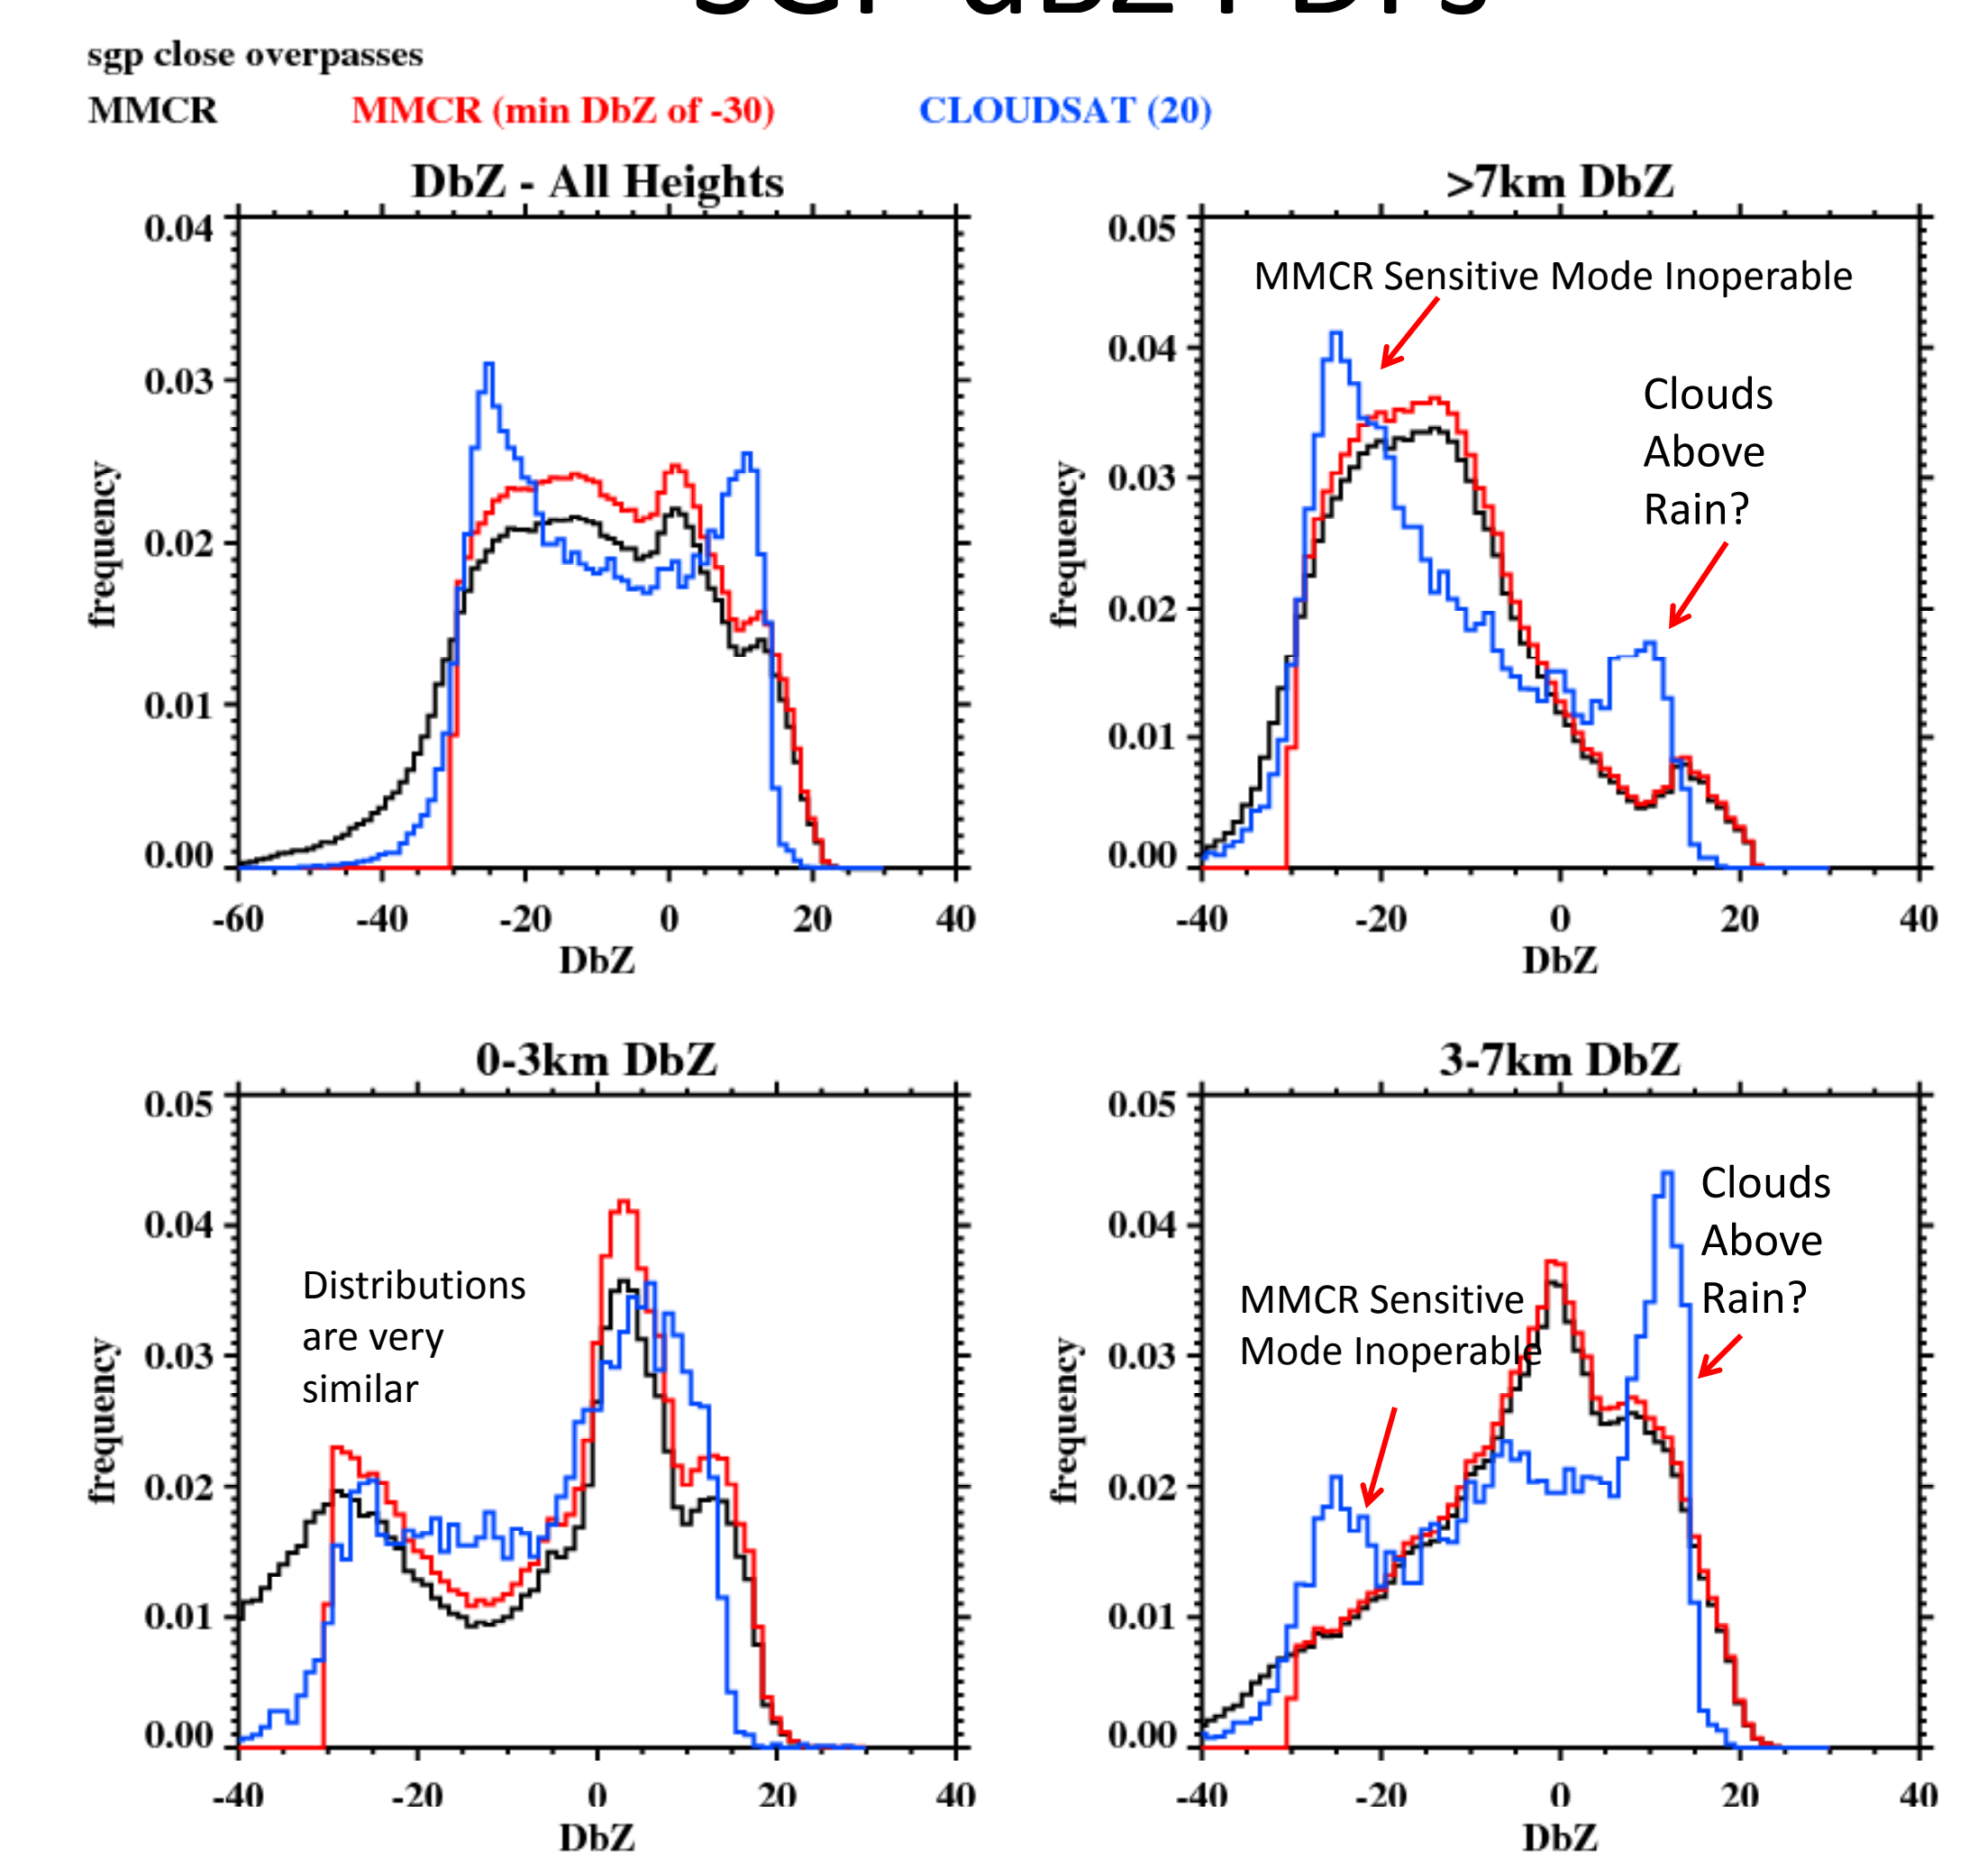 SGP dBZ PDFs
sgp close overpasses
MMCR MMCR (min DbZ of -30) CLOUDSAT (20)
DbZ - All Heights
0.04
0.03
0.02
0.01
0.00
frequency
-60 -40 -20 0 20 40
DbZ
>7km DbZ
0.05
0.04
0.03
0.02
0.01
0.00
frequency
MMCR Sensitive Mode Inoperable
Clouds
Above
Rain?
-40 -20 0 20 40
DbZ
0-3km DbZ
0.05
0.04
0.03
0.02
0.01
0.00
frequency
Distributions
are very
similar
-40 -20 0 20 40
DbZ
3-7km DbZ
0.05
0.04
0.03
0.02
0.01
0.00
frequency
MMCR Sensitive
Mode Inoperable
Clouds
Above
Rain?
-40 -20 0 20 40
DbZ